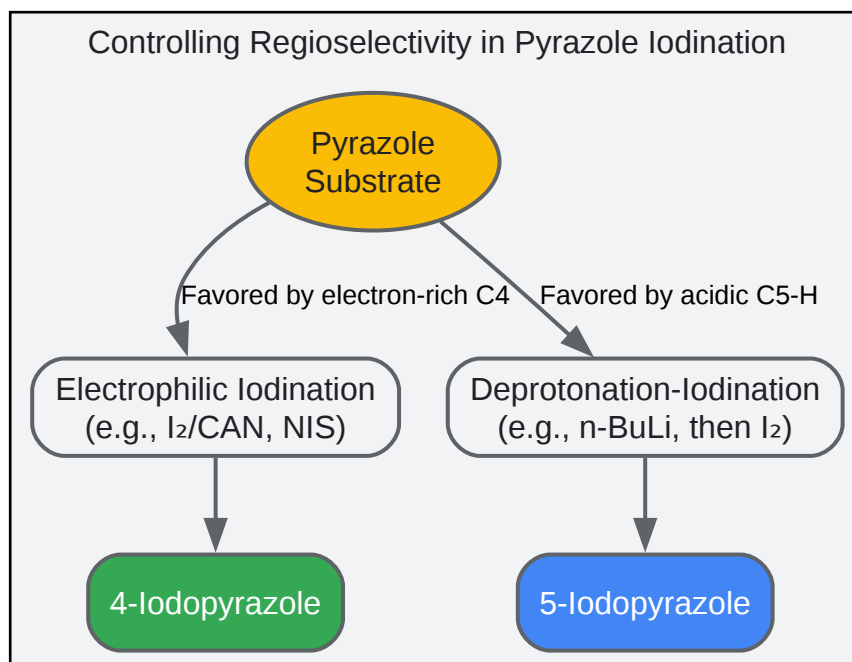 Controlling Regioselectivity in Pyrazole Iodination
Pyrazole
Substrate
Favored by electron-rich C4
Favored by acidic C5-H
Electrophilic Iodination
(e.g., I₂/CAN, NIS)
Deprotonation-Iodination
(e.g., n-BuLi, then I₂)
4-Iodopyrazole
5-Iodopyrazole